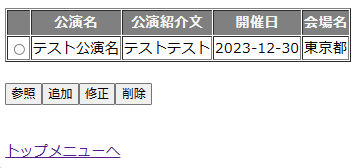 公演名 公演紹介文 開催日 会場名
テスト公演名 テストテスト 2023-12-30 東京都
参照 追加 修正 削除
トップメニューへ